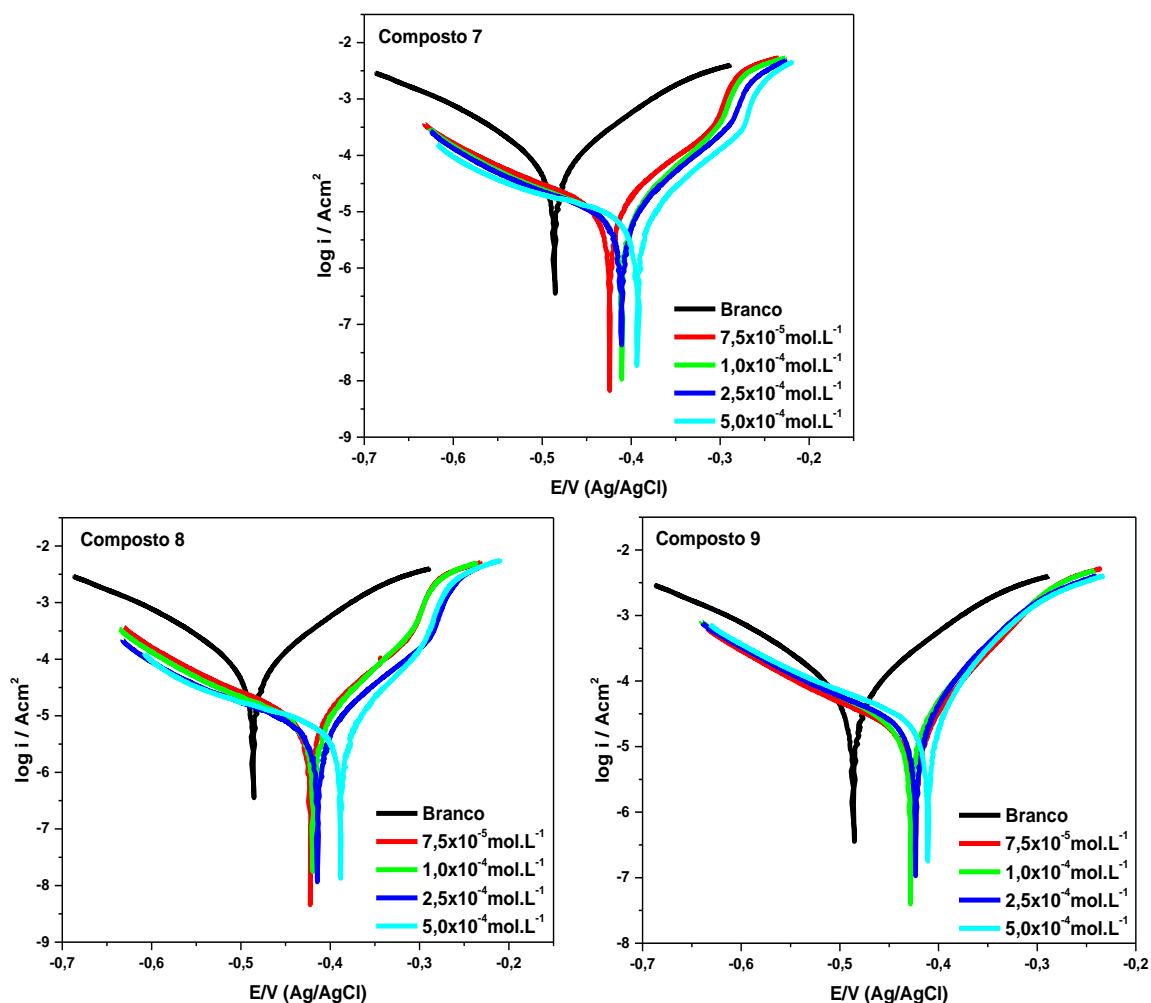 Composto 7
-2
-3
-4
-5
-6
-7
-8
-9
log i / Acm²
Branco
7,5x10⁻⁵mol.L⁻¹
1,0x10⁻⁴mol.L⁻¹
2,5x10⁻⁴mol.L⁻¹
5,0x10⁻⁴mol.L⁻¹
-0,7 -0,6 -0,5 -0,4 -0,3 -0,2
E/V (Ag/AgCl)
Composto 8
-2
-3
-4
-5
-6
-7
-8
-9
log i / Acm²
Branco
7,5x10⁻⁵mol.L⁻¹
1,0x10⁻⁴mol.L⁻¹
2,5x10⁻⁴mol.L⁻¹
5,0x10⁻⁴mol.L⁻¹
-0,7 -0,6 -0,5 -0,4 -0,3 -0,2
E/V (Ag/AgCl)
Composto 9
-2
-3
-4
-5
-6
-7
-8
log i / Acm²
Branco
7,5x10⁻⁵mol.L⁻¹
1,0x10⁻⁴mol.L⁻¹
2,5x10⁻⁴mol.L⁻¹
5,0x10⁻⁴mol.L⁻¹
-0,7 -0,6 -0,5 -0,4 -0,3 -0,2
E/V (Ag/AgCl)